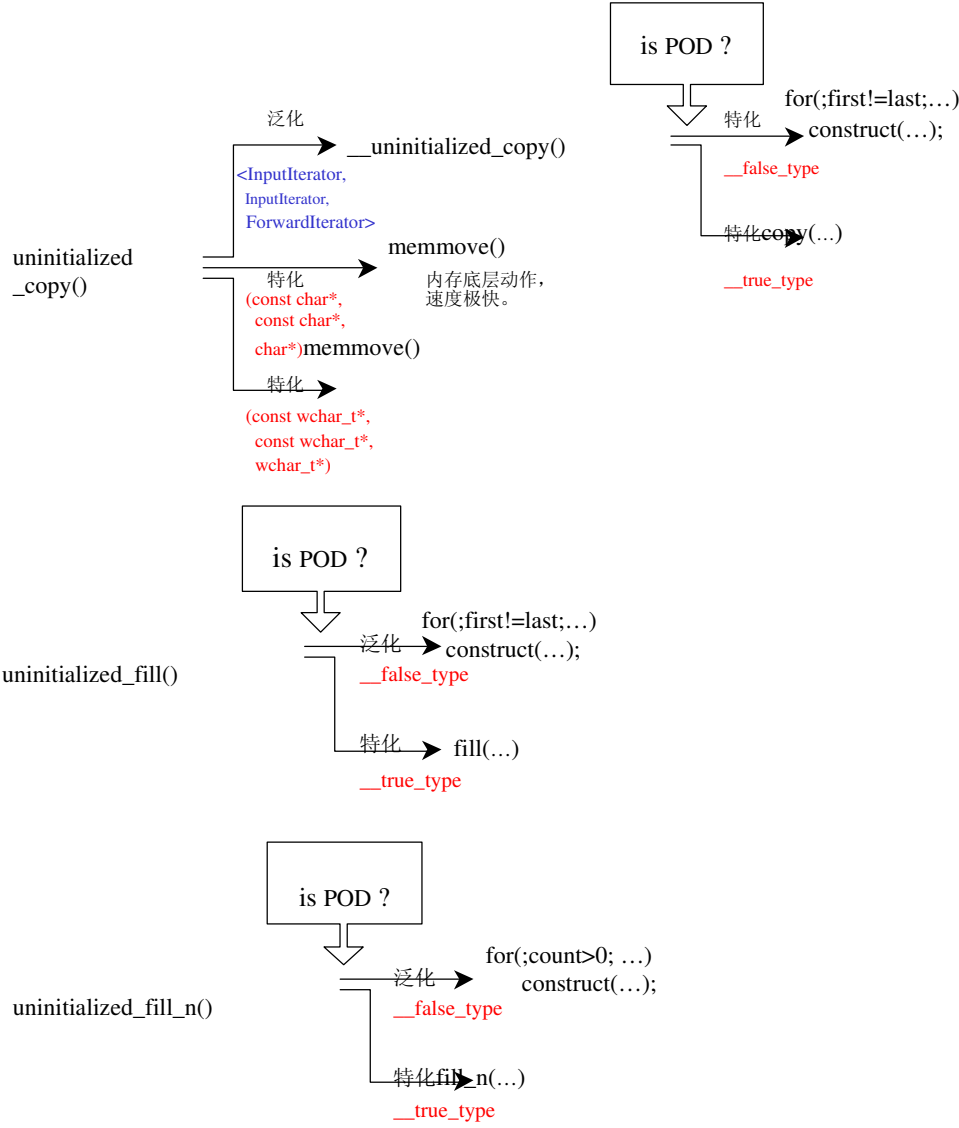 is POD ?
泛化
__uninitialized_copy()
<InputIterator,
InputIterator,
ForwardIterator>
for(;first!=last;…)
construct(…);
特化
__false_type
特化copy(…)
__true_type
uninitialized
_copy()
memmove()
特化
内存底层动作，
速度极快。
(const char*,
const char*,
char*)memmove()
特化
(const wchar_t*,
const wchar_t*,
wchar_t*)
is POD ?
for(;first!=last;…)
泛化
construct(…);
uninitialized_fill()
__false_type
特化
fill(…)
__true_type
is POD ?
for(;count>0; …)
泛化
construct(…);
uninitialized_fill_n()
__false_type
特化fill_n(…)
__true_type